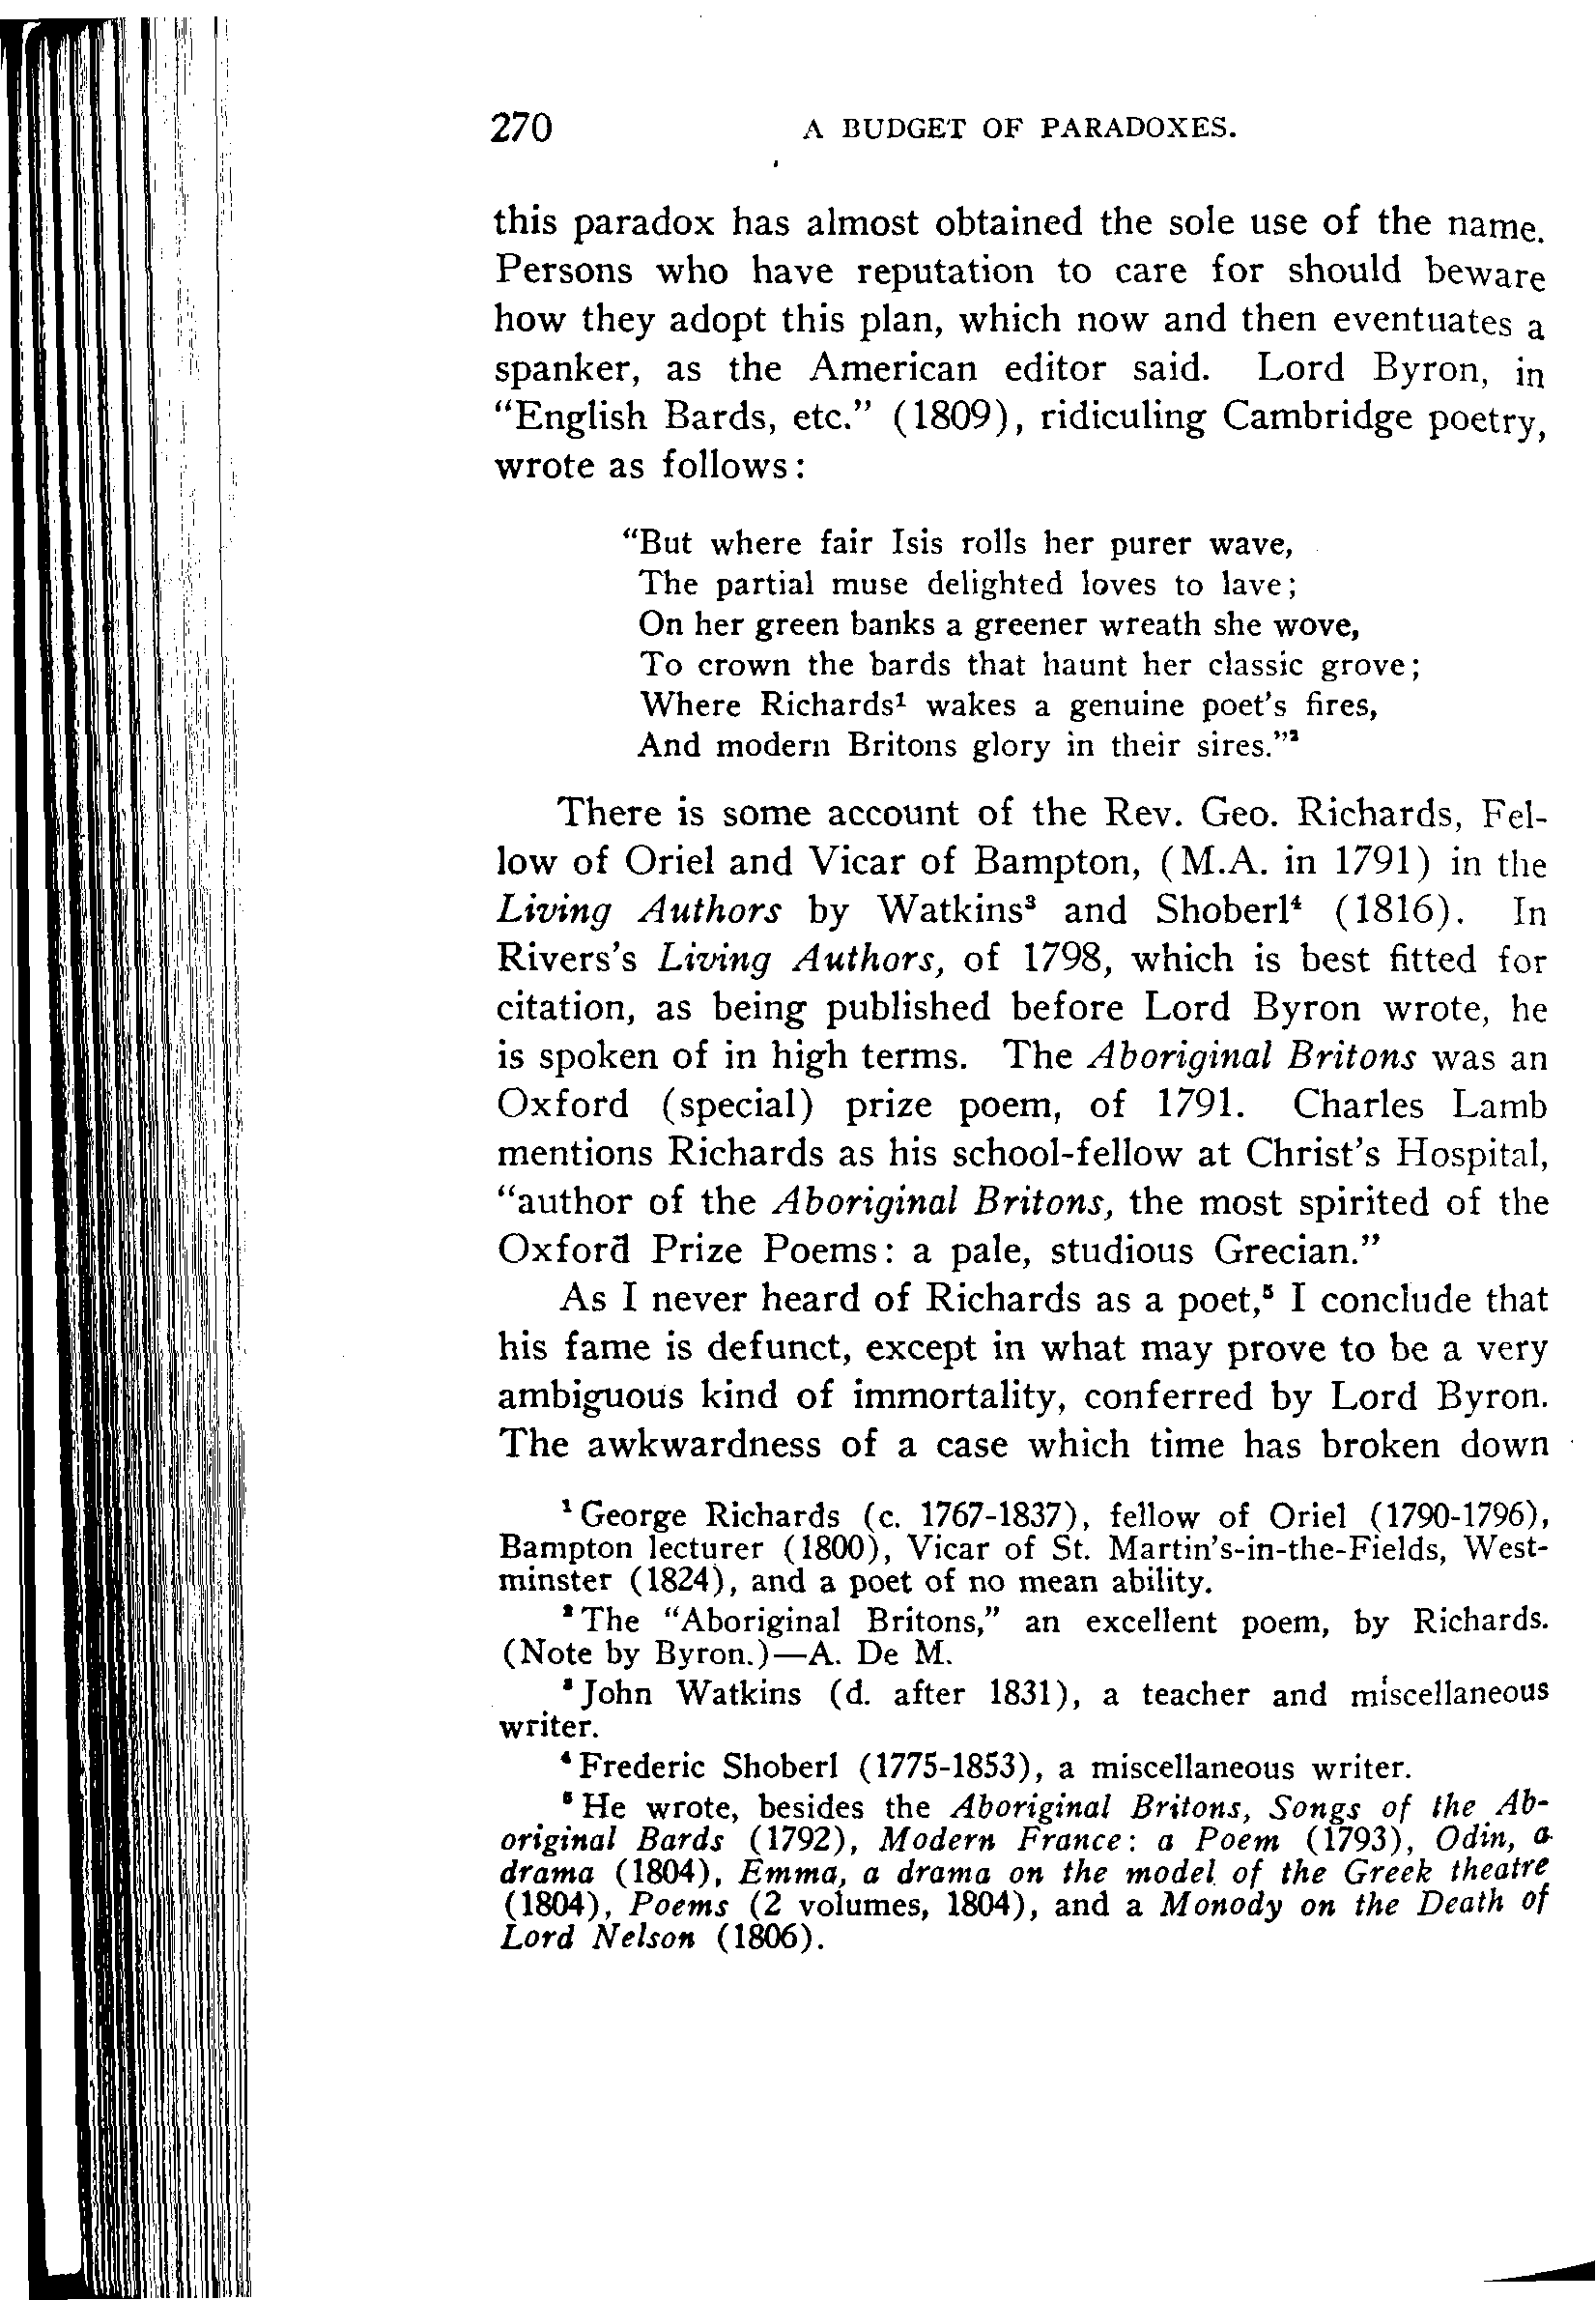 270 A BUDGET OF PARADOXES.
this paradox has almost obtained the sole use of the name.
Persons who have reputation to care for should beware
how they adopt this plan, which now and then eventuates a
spanker, as the American editor said. Lord Byron, in
“English Bards, etc.” (1809), ridiculing Cambridge poetry,
wrote as follows:
“But where fair Isis rolls her purer wave,
The partial muse delighted loves to lave;
On her green banks a greener wreath she wove,
To crown the bards that haunt her classic grove;
Where Richards¹ wakes a genuine poet's fires,
And modern Britons glory in their sires.”²
There is some account of the Rev. Geo. Richards, Fel-
low of Oriel and Vicar of Bampton, (M.A. in 1791) in the
Living Authors by Watkins³ and Shoberl⁴ (1816). In
Rivers's Living Authors, of 1798, which is best fitted for
citation, as being published before Lord Byron wrote, he
is spoken of in high terms. The Aboriginal Britons was an
Oxford (special) prize poem, of 1791. Charles Lamb
mentions Richards as his school-fellow at Christ's Hospital,
“author of the Aboriginal Britons, the most spirited of the
Oxford Prize Poems: a pale, studious Grecian.”
As I never heard of Richards as a poet,⁵ I conclude that
his fame is defunct, except in what may prove to be a very
ambiguous kind of immortality, conferred by Lord Byron.
The awkwardness of a case which time has broken down
¹ George Richards (c. 1767-1837), fellow of Oriel (1790-1796),
Bampton lecturer (1800), Vicar of St. Martin's-in-the-Fields, West-
minster (1824), and a poet of no mean ability.
² The “Aboriginal Britons,” an excellent poem, by Richards.
(Note by Byron.)—A. De M.
³ John Watkins (d. after 1831), a teacher and miscellaneous
writer.
⁴ Frederic Shoberl (1775-1853), a miscellaneous writer.
⁵ He wrote, besides the Aboriginal Britons, Songs of the Ab-
original Bards (1792), Modern France: a Poem (1793), Odin, a
drama (1804), Emma, a drama on the model of the Greek theatre
(1804), Poems (2 volumes, 1804), and a Monody on the Death of
Lord Nelson (1806).